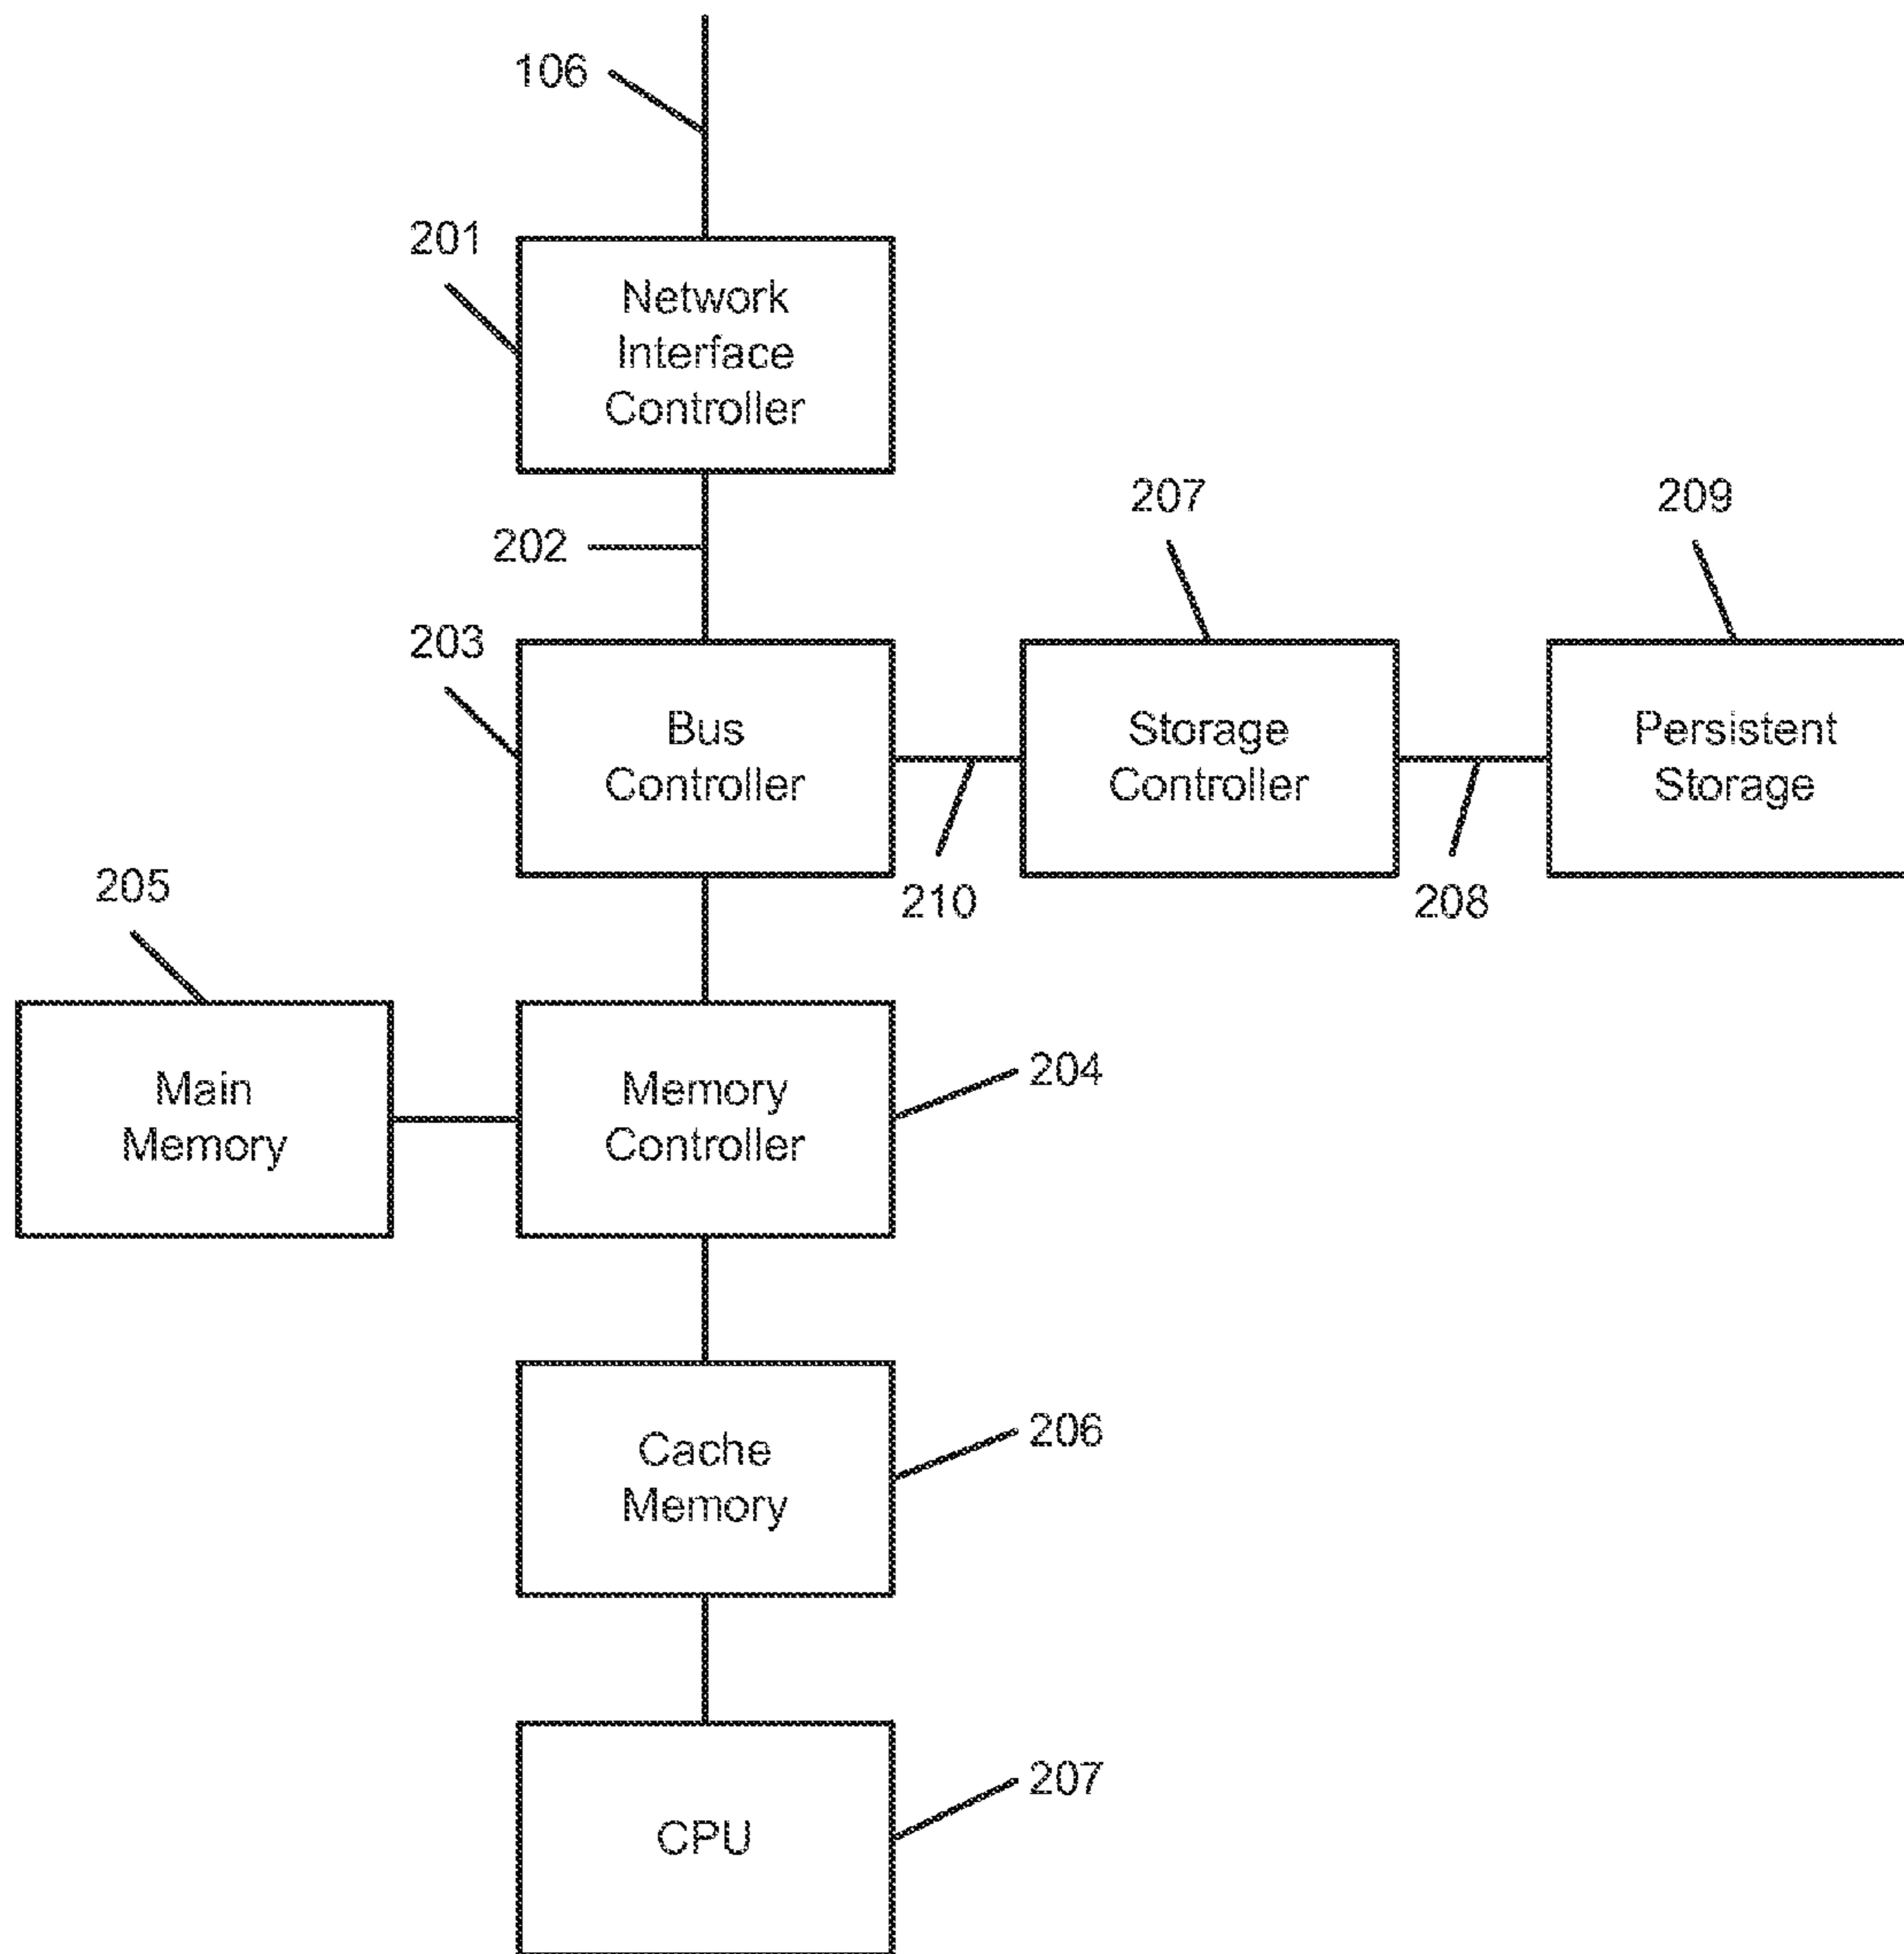 106
201
Network
Interface
Controller
202
207
209
203
Bus
Controller
Storage
Controller
Persistent
Storage
210
208
205
Main
Memory
Memory
Controller
204
Cache
Memory
206
CPU
207